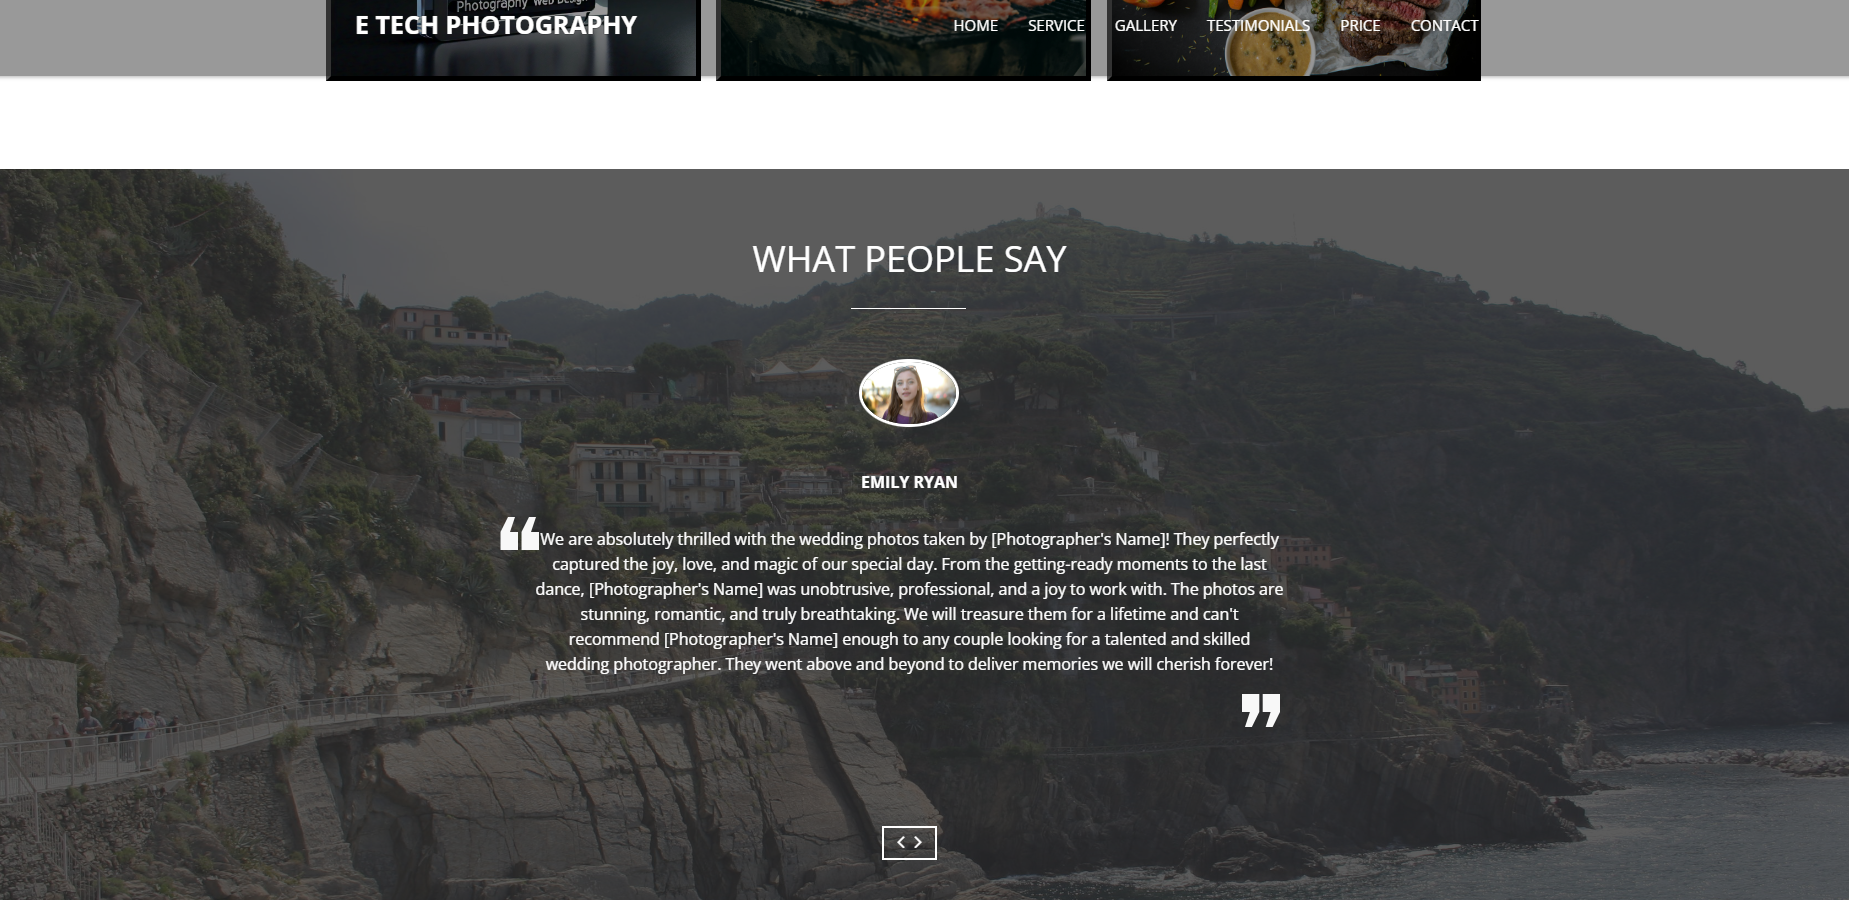 Photography Web Design
E TECH PHOTOGRAPHY
HOME SERVICE GALLERY TESTIMONIALS PRICE CONTACT
WHAT PEOPLE SAY
EMILY RYAN
We are absolutely thrilled with the wedding photos taken by [Photographer's Name]! They perfectly
captured the joy, love, and magic of our special day. From the getting-ready moments to the last
dance, [Photographer's Name] was unobtrusive, professional, and a joy to work with. The photos are
stunning, romantic, and truly breathtaking. We will treasure them for a lifetime and can't
recommend [Photographer's Name] enough to any couple looking for a talented and skilled
wedding photographer. They went above and beyond to deliver memories we will cherish forever!